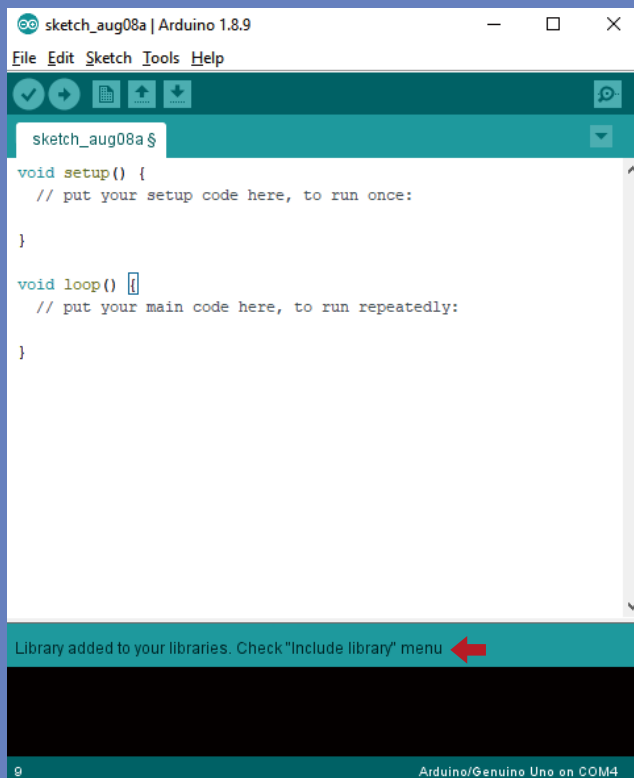 sketch_aug08a | Arduino 1.8.9
File Edit Sketch Tools Help
sketch_aug08a §
void setup() {
  // put your setup code here, to run once:
}
void loop() {
  // put your main code here, to run repeatedly:
}
Library added to your libraries. Check "Include library" menu
9 Arduino/Genuino Uno on COM4